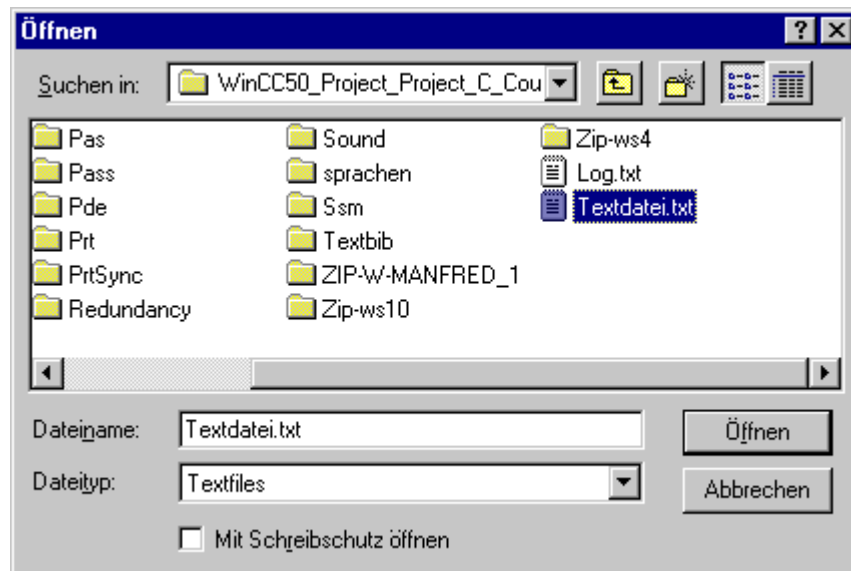 Öffnen
Suchen in:
WinCC50_Project_Project_C_Cou
Pas
Pass
Pde
Prt
PrtSync
Redundancy
Sound
sprachen
Ssm
Textbib
ZIP-W-MANFRED_1
Zip-ws10
Zip-ws4
Log.txt
Textdatei.txt
Dateiname:
Textdatei.txt
Öffnen
Dateityp:
Textfiles
Abbrechen
Mit Schreibschutz öffnen